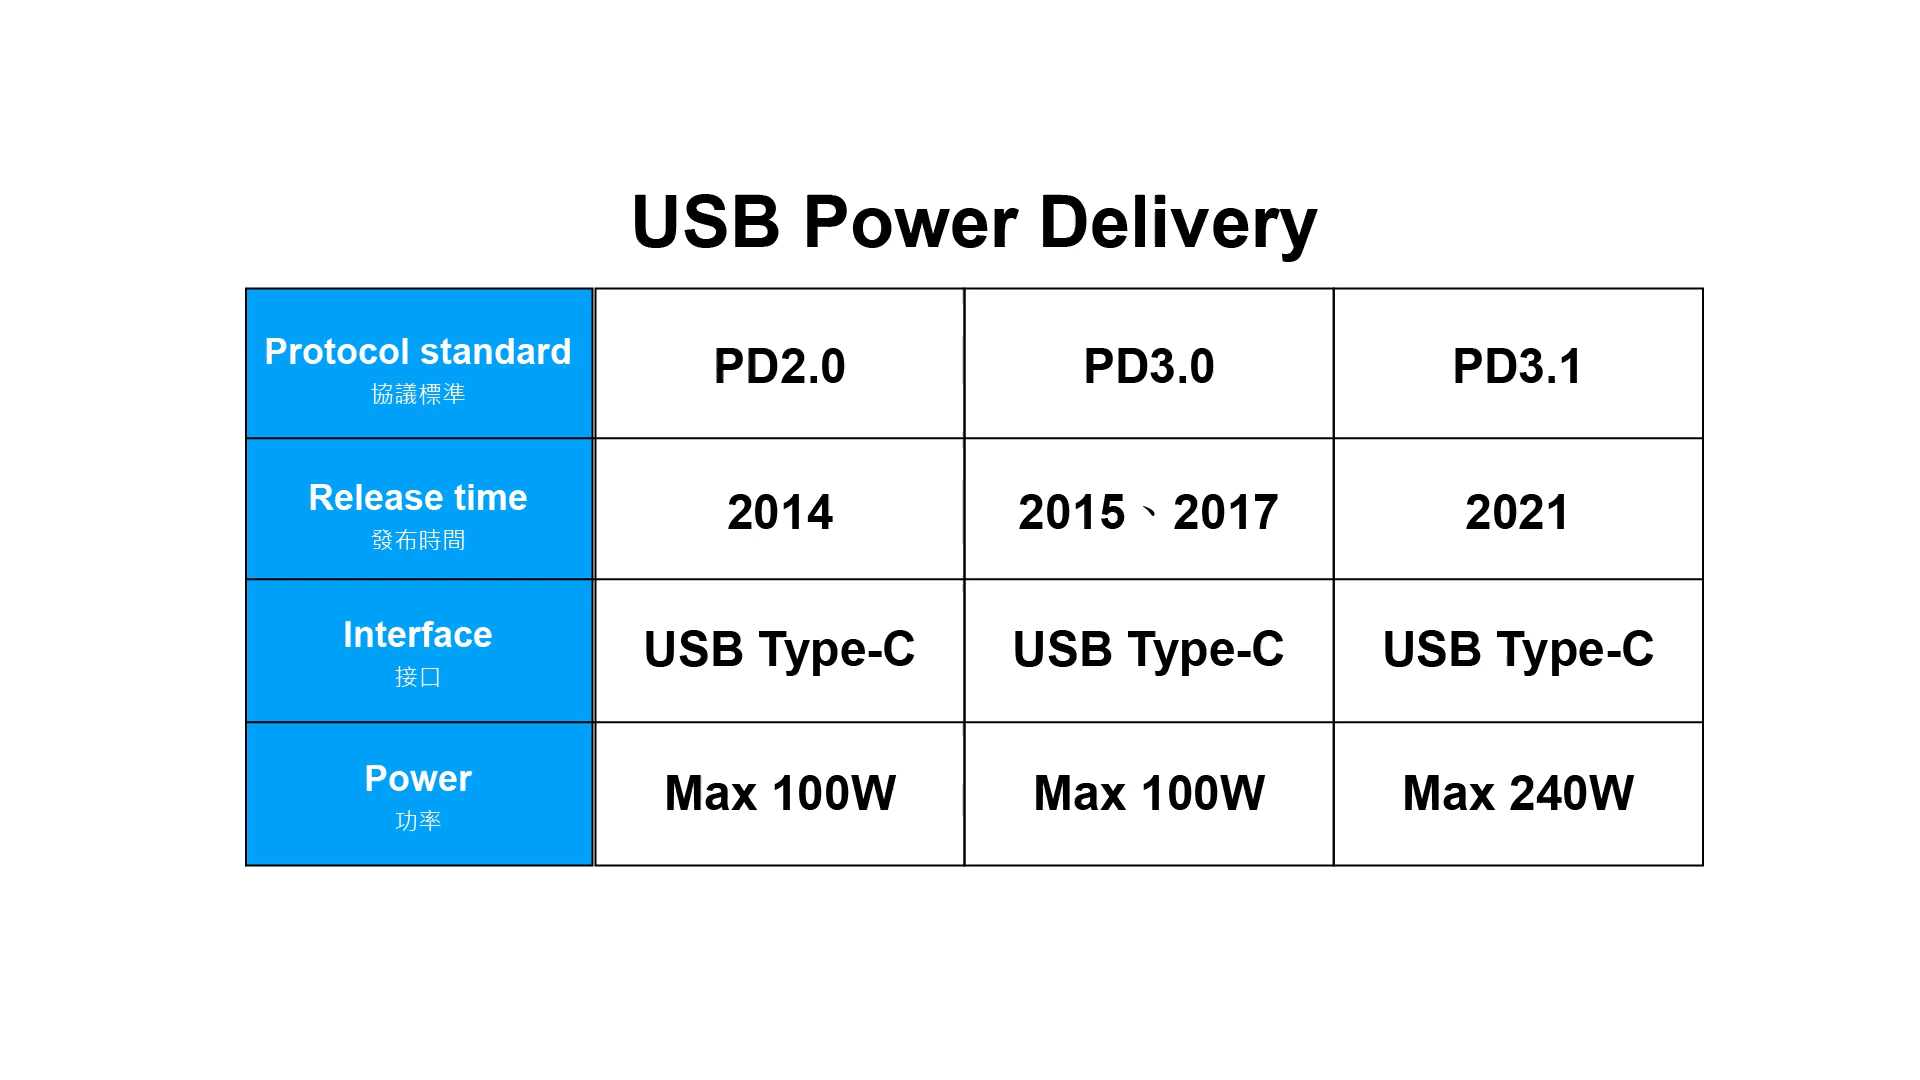 USB Power Delivery
Protocol standard
協議標準
PD2.0
PD3.0
PD3.1
Release time
發布時間
2014
2015、2017
2021
Interface
接口
USB Type-C
USB Type-C
USB Type-C
Power
功率
Max 100W
Max 100W
Max 240W